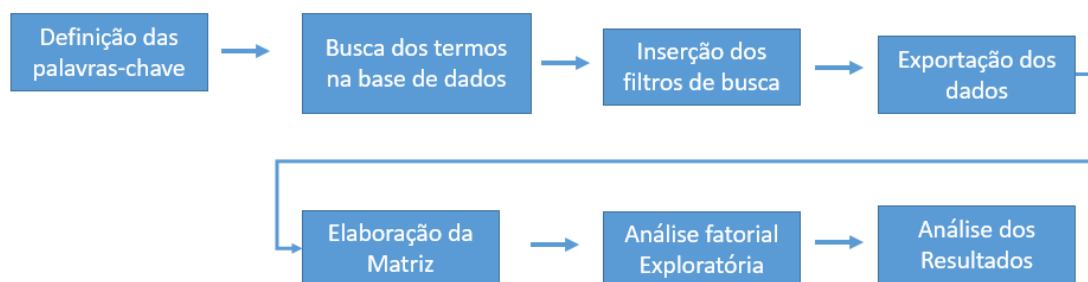 Definição das
palavras-chave
Busca dos termos
na base de dados
Inserção dos
filtros de busca
Exportação dos
dados
Elaboração da
Matriz
Análise fatorial
Exploratória
Análise dos
Resultados